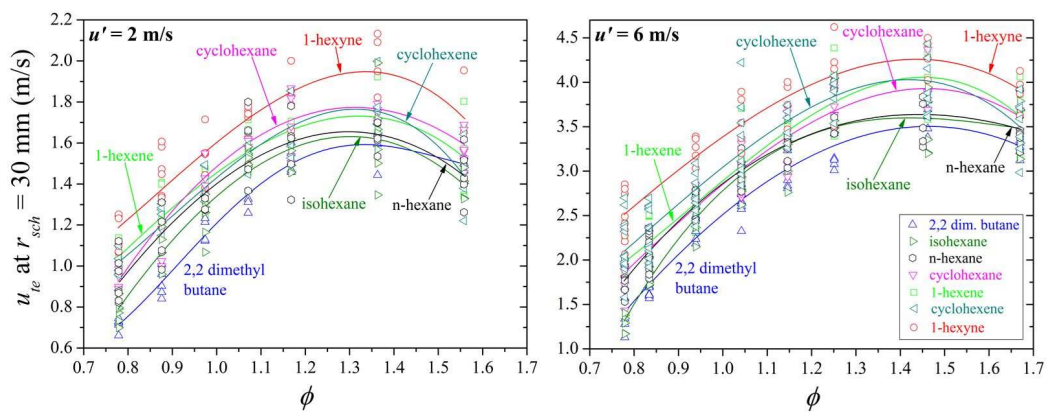 u' = 2 m/s
cyclohexane
1-hexyne
cyclohexene
1-hexene
isohexane
n-hexane
2,2 dimethyl
butane
u_te at r_sch = 30 mm (m/s)
2.2
2.0
1.8
1.6
1.4
1.2
1.0
0.8
0.6
0.7 0.8 0.9 1.0 1.1 1.2 1.3 1.4 1.5 1.6 1.7
ϕ
u' = 6 m/s
cyclohexane
cyclohexene
1-hexyne
1-hexene
isohexane
n-hexane
2,2 dimethyl
butane
2,2 dim. butane
isohexane
n-hexane
cyclohexane
1-hexene
cyclohexene
1-hexyne
4.5
4.0
3.5
3.0
2.5
2.0
1.5
1.0
0.7 0.8 0.9 1.0 1.1 1.2 1.3 1.4 1.5 1.6 1.7
ϕ